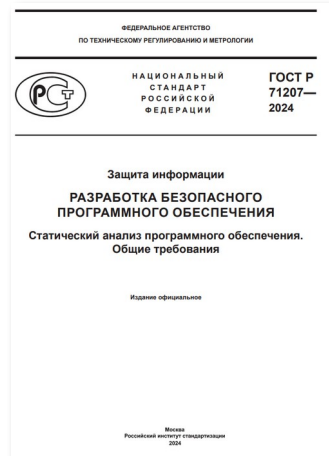 ФЕДЕРАЛЬНОЕ АГЕНТСТВО
ПО ТЕХНИЧЕСКОМУ РЕГУЛИРОВАНИЮ И МЕТРОЛОГИИ
РСТ
НАЦИОНАЛЬНЫЙ
СТАНДАРТ
РОССИЙСКОЙ
ФЕДЕРАЦИИ
ГОСТ Р
71207—
2024
Защита информации
РАЗРАБОТКА БЕЗОПАСНОГО
ПРОГРАММНОГО ОБЕСПЕЧЕНИЯ
Статический анализ программного обеспечения.
Общие требования
Издание официальное
Москва
Российский институт стандартизации
2024